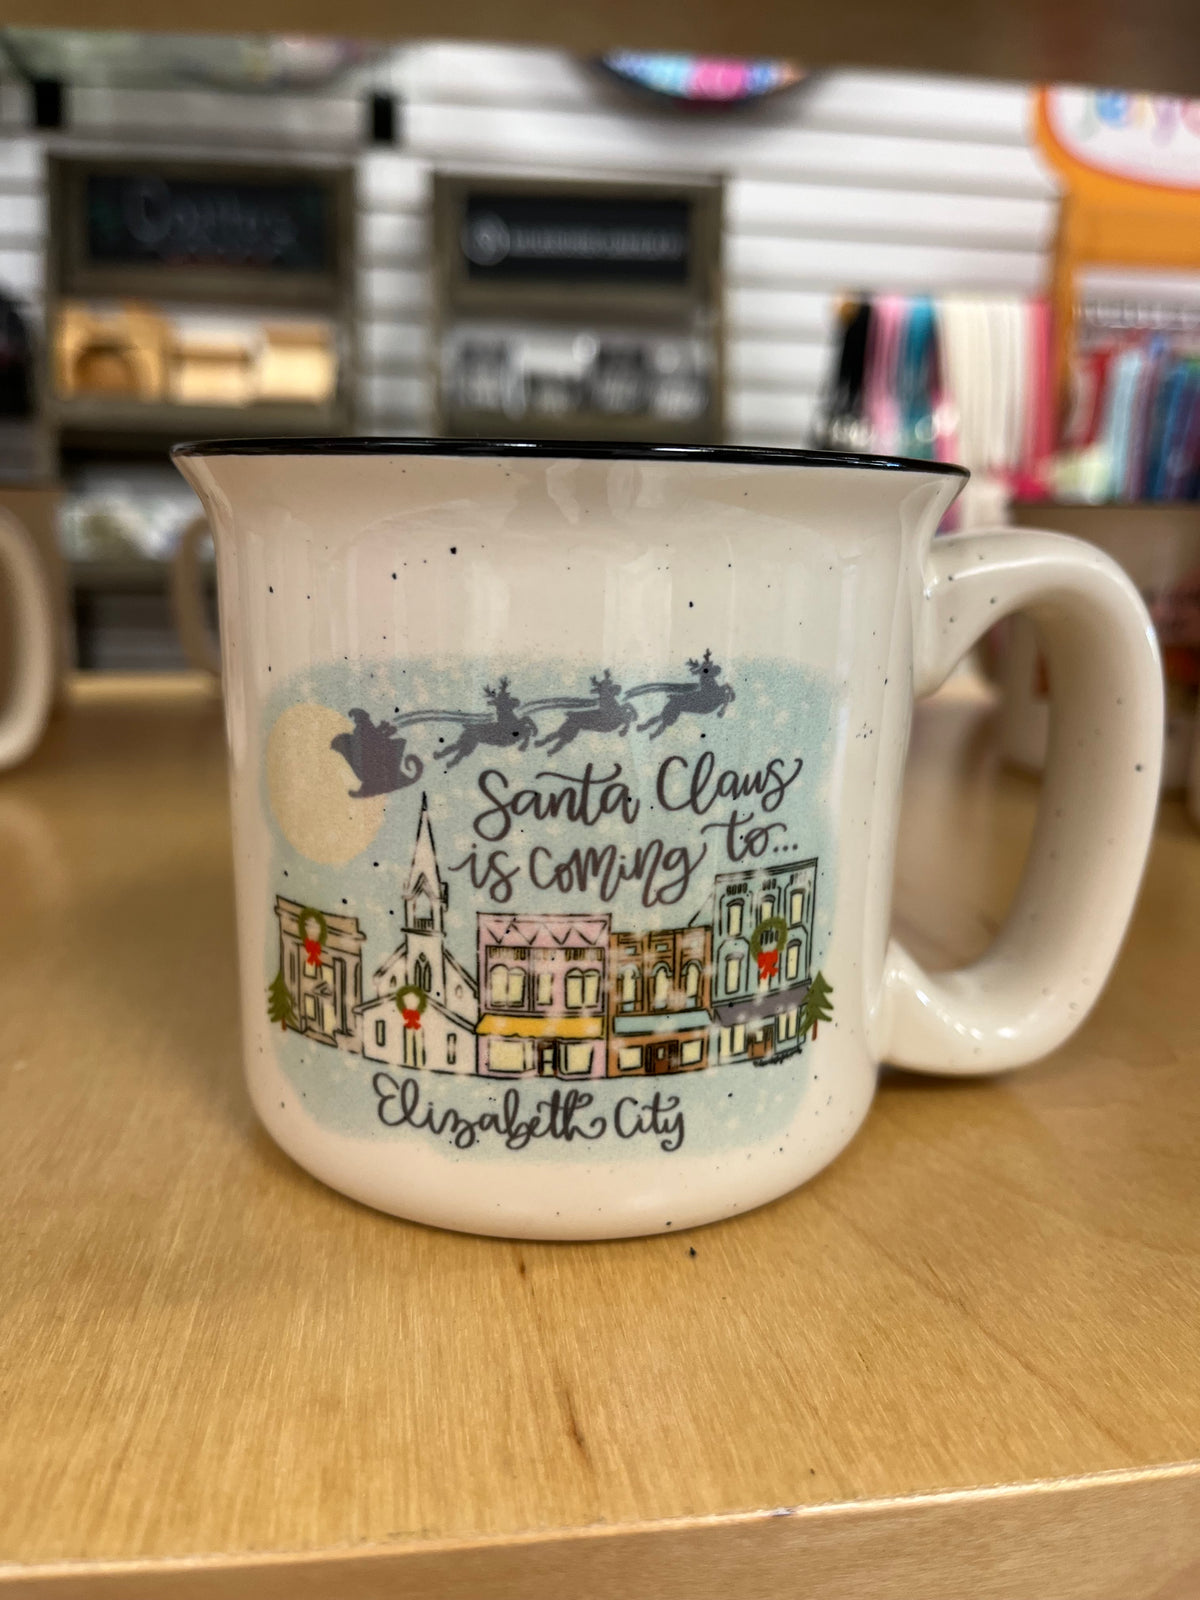 Santa Claus
is coming to...
Elizabeth City